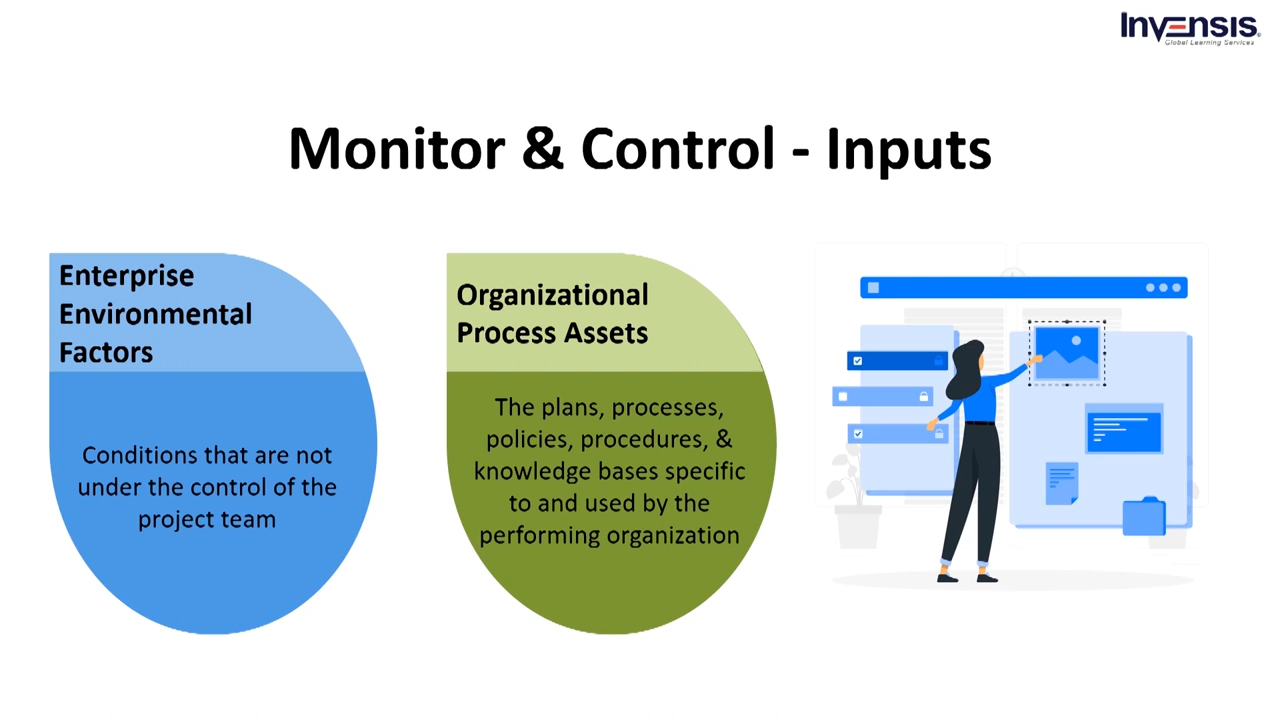 Invensis
Global Learning Services
Monitor & Control - Inputs
Enterprise
Environmental
Factors
Conditions that are not
under the control of the
project team
Organizational
Process Assets
The plans, processes,
policies, procedures, &
knowledge bases specific
to and used by the
performing organization